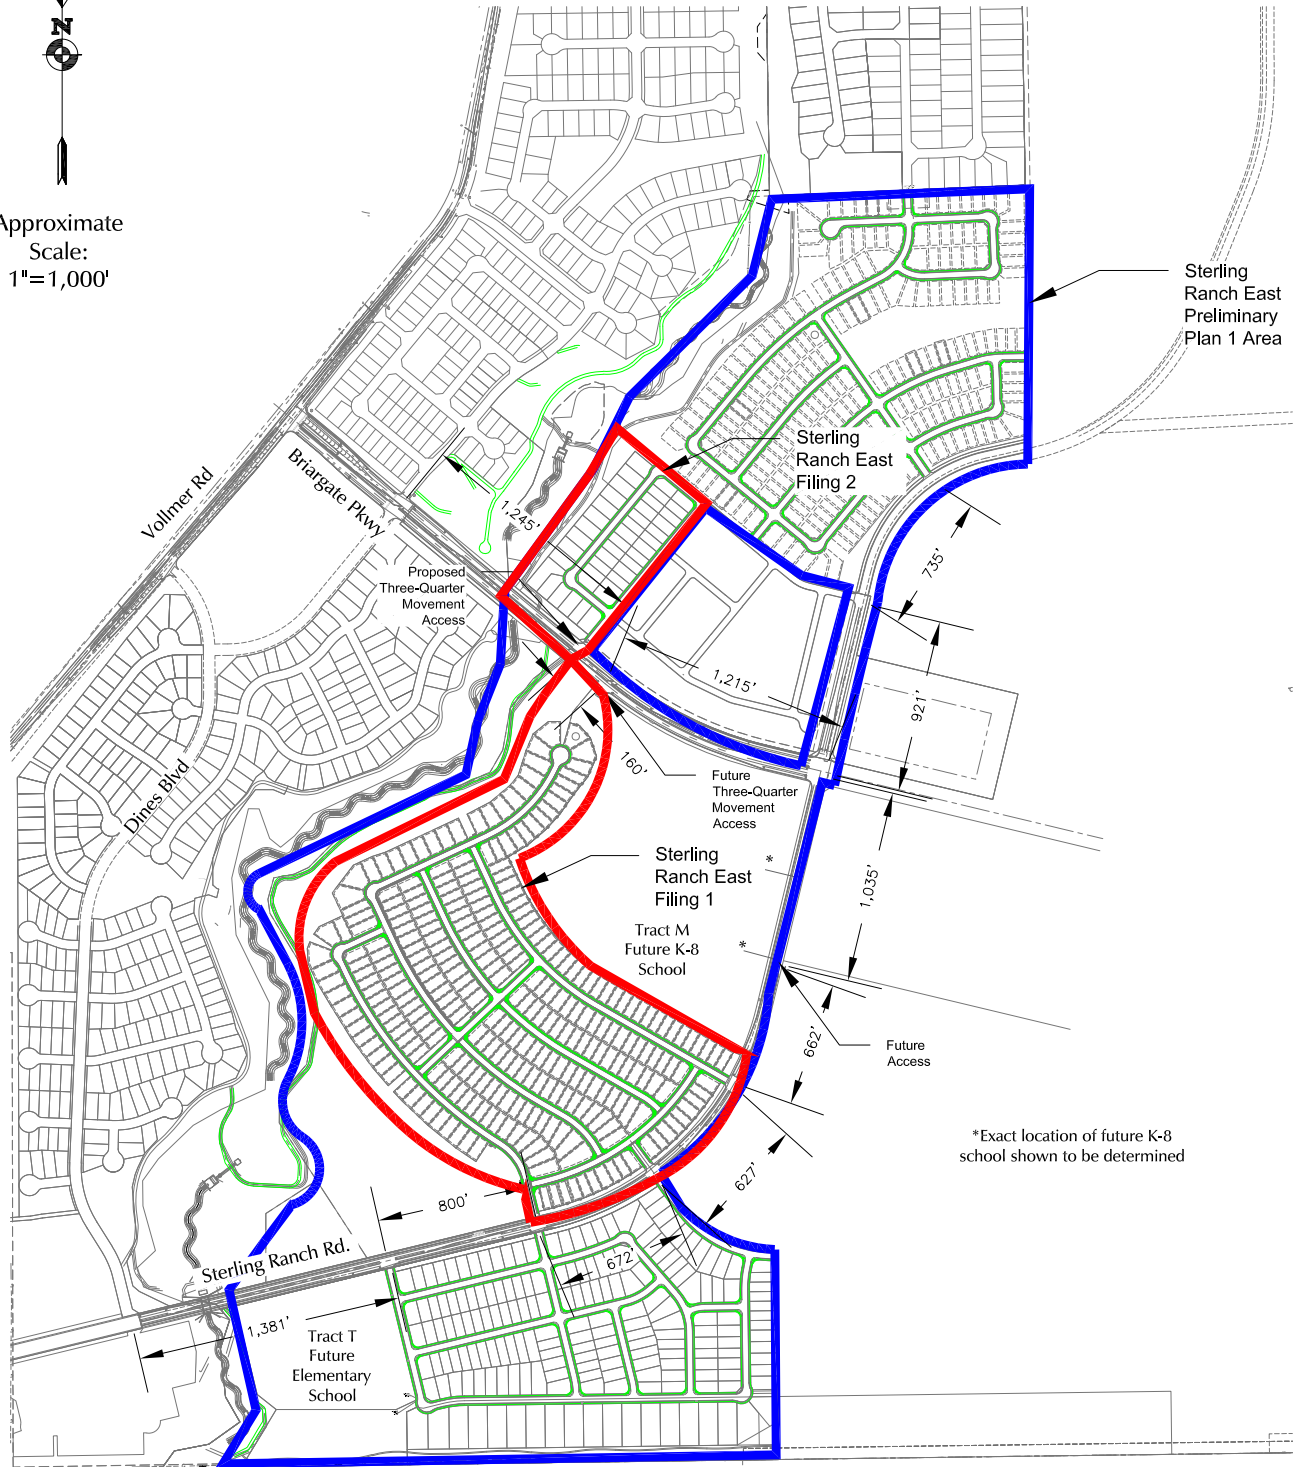 N
Approximate
Scale:
1"=1,000'
Sterling
Ranch East
Preliminary
Plan 1 Area
Sterling
Ranch East
Filing 2
Vollmer Rd
Briargate Pkwy
1,245'
735'
Proposed
Three-Quarter
Movement
Access
1,215'
921'
160'
Future
Three-Quarter
Movement
Access
Dines Blvd
Sterling
Ranch East
Filing 1
*
1,035'
Tract M
Future K-8
School
*
662'
Future
Access
*Exact location of future K-8
school shown to be determined
627'
800'
Sterling Ranch Rd.
672'
1,381'
Tract T
Future
Elementary
School